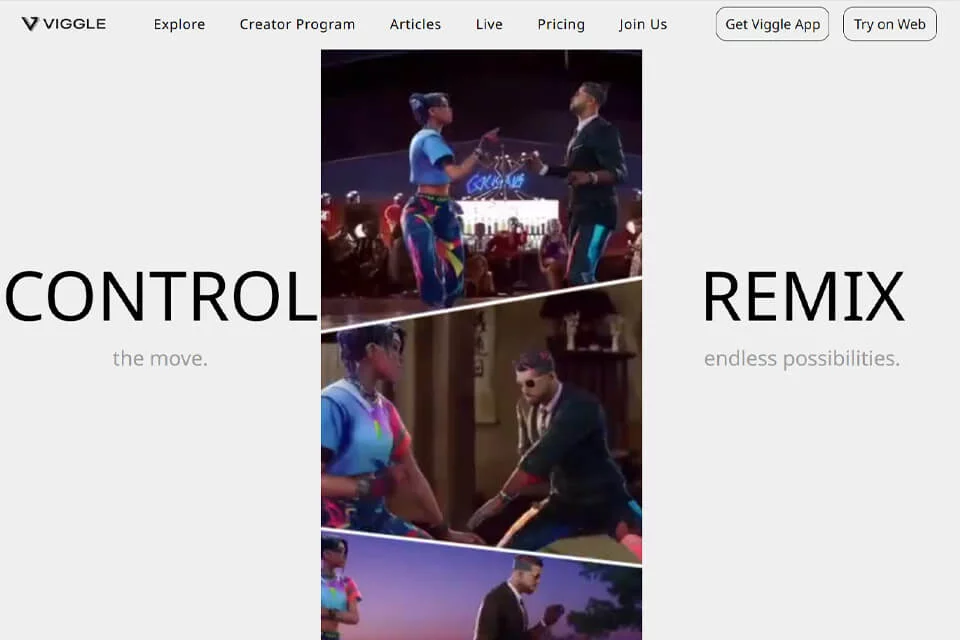 VIGGLE
Explore
Creator Program
Articles
Live
Pricing
Join Us
Get Viggle App
Try on Web
CONTROL
the move.
REMIX
endless possibilities.